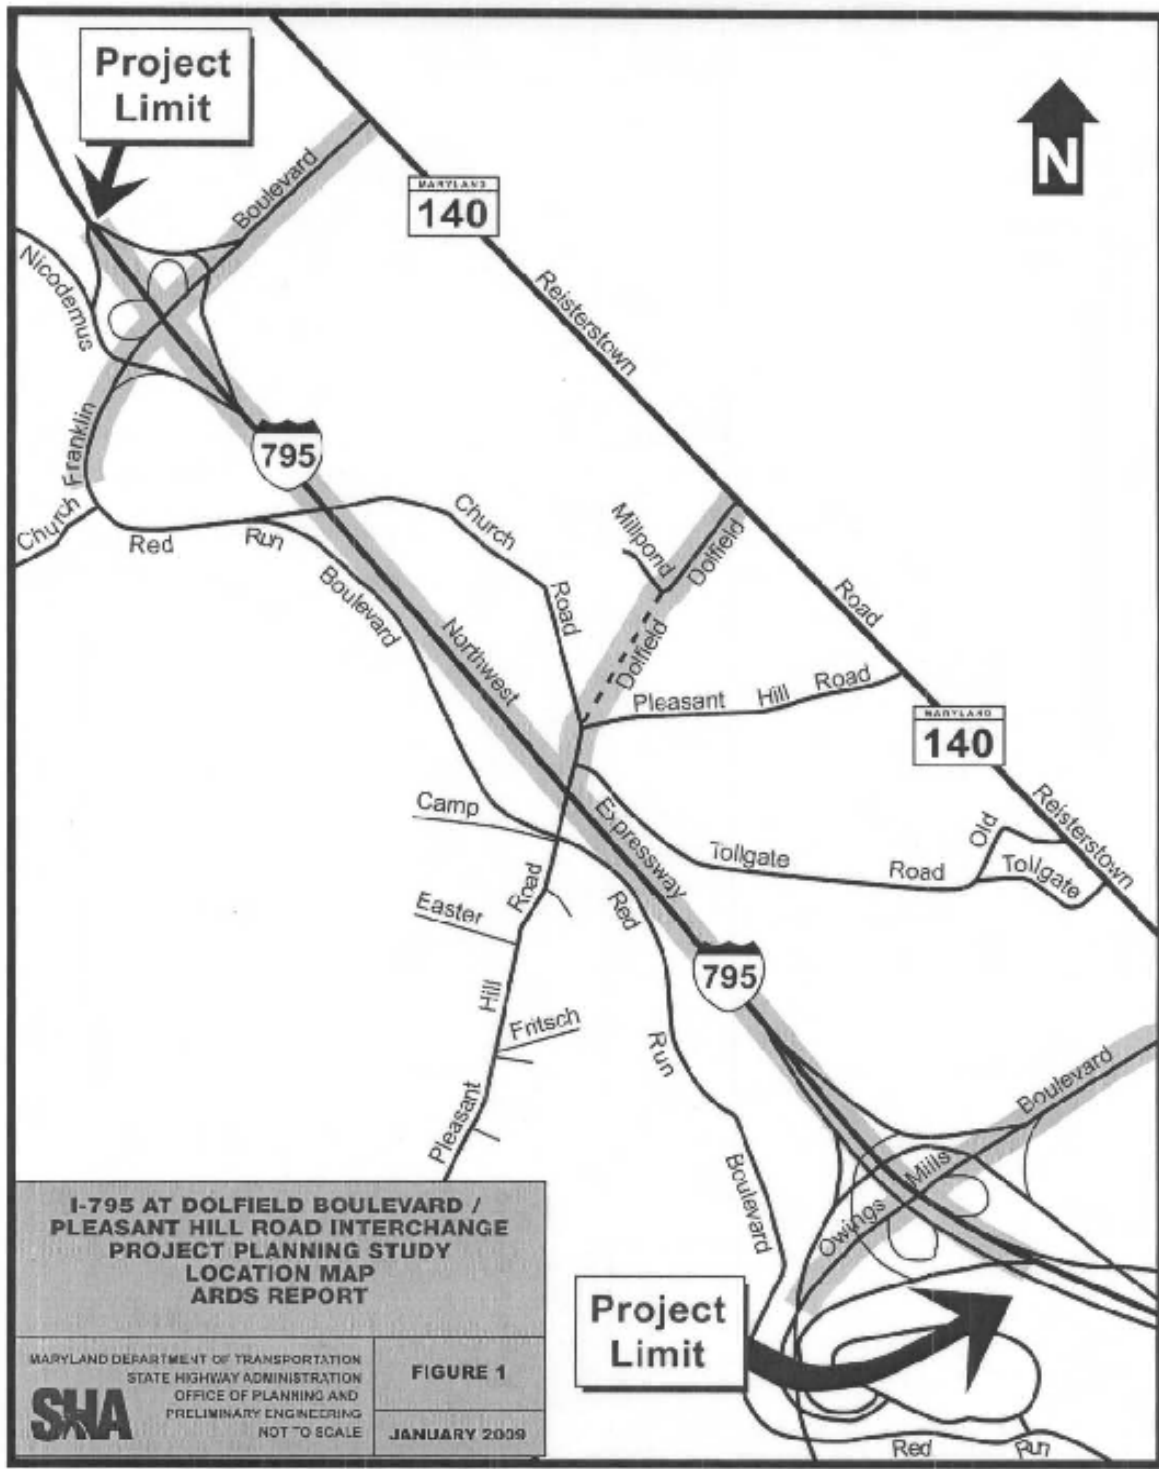 Project
Limit
N
MARYLAND
140
Boulevard
Nicodemus
Reisterstown
Franklin
795
Church
Red
Run
Boulevard
Church
Road
Millpond
Dolfield
Dolfield
Road
Northwest
Pleasant Hill Road
MARYLAND
140
Camp
Expressway
Tollgate Road
Old
Tollgate
Reisterstown
Easter
Road
Red
Hill
795
Fritsch
Run
Pleasant
Boulevard
Boulevard
Owings Mills
I-795 AT DOLFIELD BOULEVARD /
PLEASANT HILL ROAD INTERCHANGE
PROJECT PLANNING STUDY
LOCATION MAP
ARDS REPORT
MARYLAND DEPARTMENT OF TRANSPORTATION
STATE HIGHWAY ADMINISTRATION
OFFICE OF PLANNING AND
PRELIMINARY ENGINEERING
NOT TO SCALE
SHA
FIGURE 1
JANUARY 2009
Project
Limit
Red Run